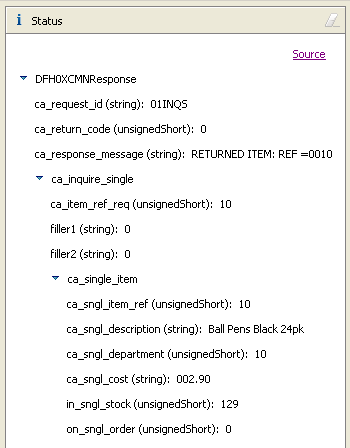 Status
Source
DFH0XCMNResponse
ca_request_id (string): 01INQS
ca_return_code (unsignedShort): 0
ca_response_message (string): RETURNED ITEM: REF =0010
ca_inquire_single
ca_item_ref_req (unsignedShort): 10
filler1 (string): 0
filler2 (string): 0
ca_single_item
ca_sngl_item_ref (unsignedShort): 10
ca_sngl_description (string): Ball Pens Black 24pk
ca_sngl_department (unsignedShort): 10
ca_sngl_cost (string): 002.90
in_sngl_stock (unsignedShort): 129
on_sngl_order (unsignedShort): 0